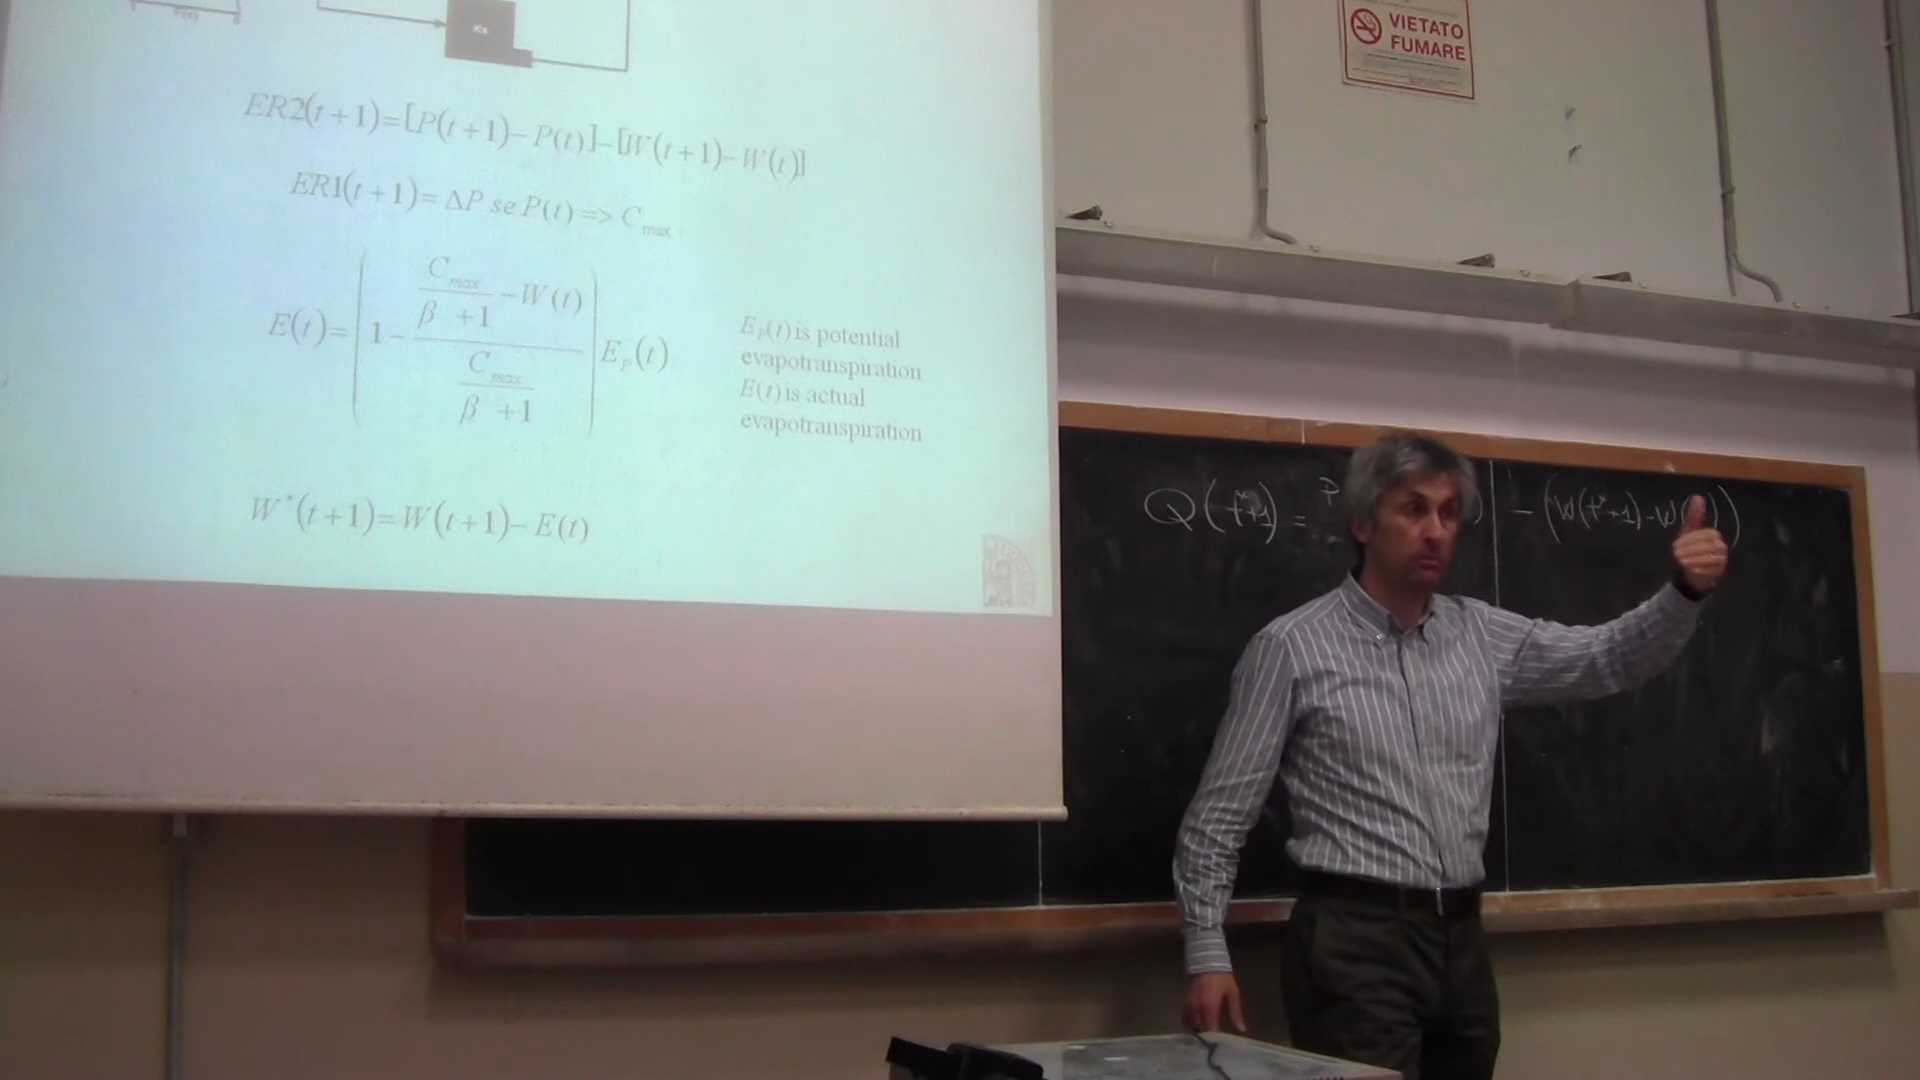 Ks
ER2(t+1)=[P(t+1)−P(t)]−[W(t+1)−W(t)]
ER1(t+1)=ΔP se P(t)=>C_max
E(t)=(1−(C_max/(β+1)−W(t))/(C_max/(β+1)))E_P(t)
E_P(t) is potential
evapotranspiration
E(t) is actual
evapotranspiration
W*(t+1)=W(t+1)−E(t)
VIETATO
FUMARE
Q(t*+1) = P ) − (W(t*+1)-W( ))